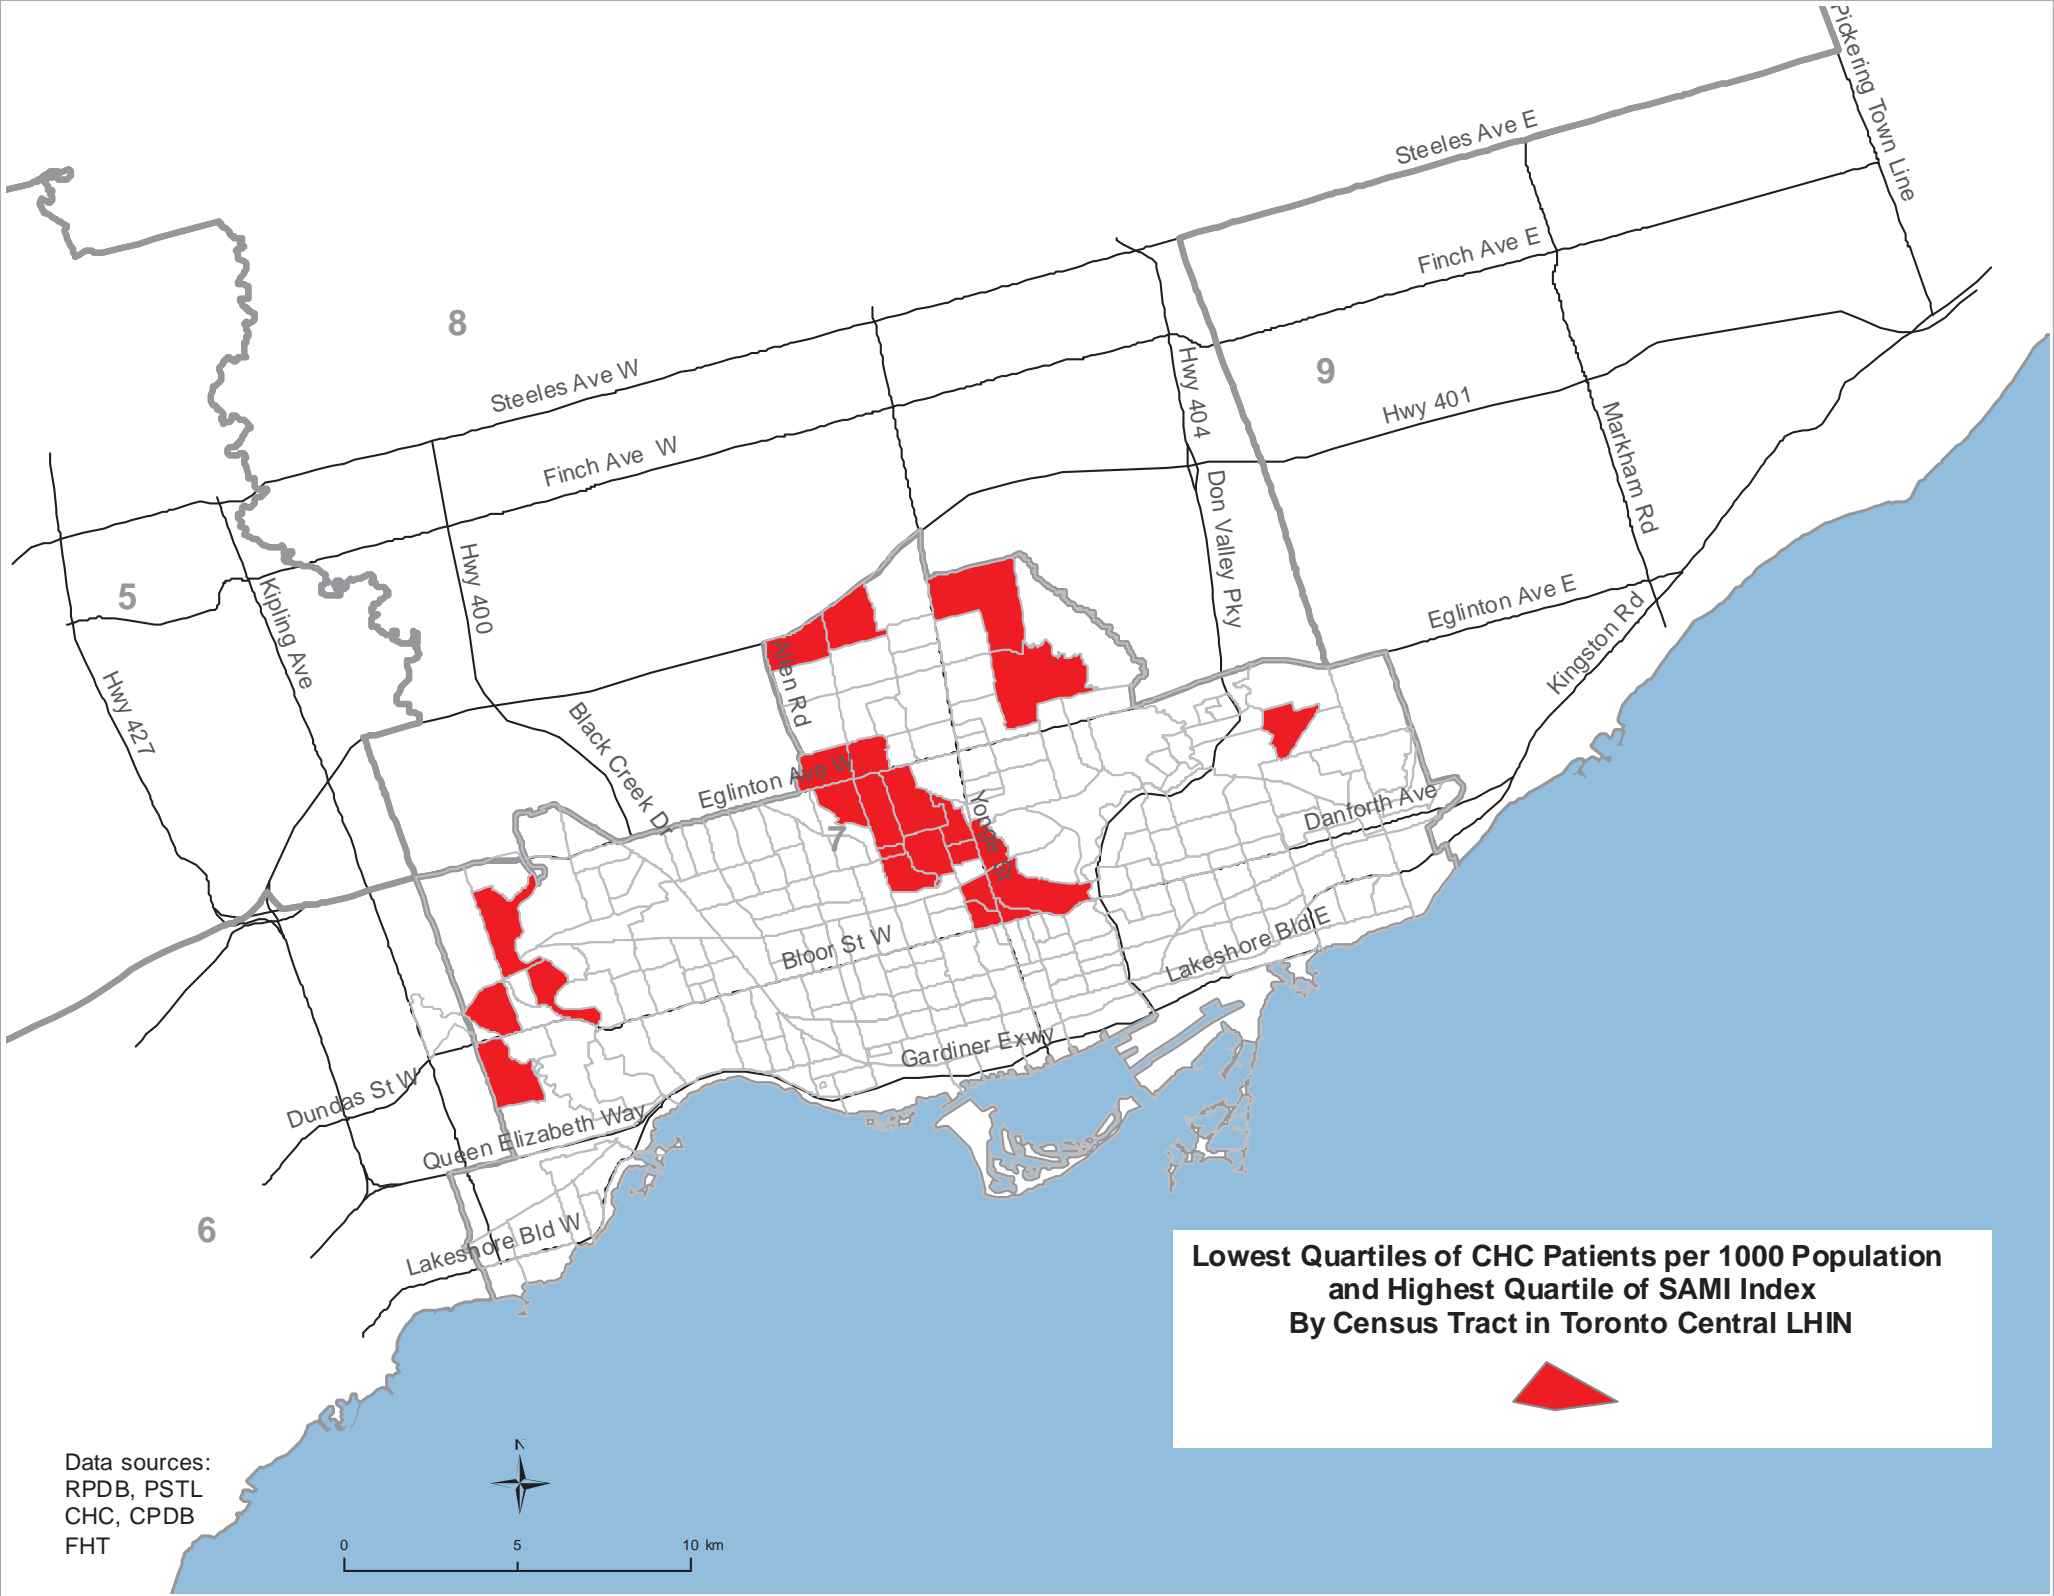 Pickering Town Line
Steeles Ave E
Finch Ave E
8
9
Steeles Ave W
Hwy 404
Hwy 401
Markham Rd
Finch Ave W
Don Valley Pky
5
Hwy 400
Kipling Ave
Eglinton Ave E
Kingston Rd
Allen Rd
Hwy 427
Black Creek Dr
Eglinton Ave W
Yonge St
7
Danforth Ave
Bloor St W
Lakeshore Bld E
Gardiner Exwy
Dundas St W
Queen Elizabeth Way
6
Lakeshore Bld W
Lowest Quartiles of CHC Patients per 1000 Population
and Highest Quartile of SAMI Index
By Census Tract in Toronto Central LHIN
Data sources:
RPDB, PSTL
CHC, CPDB
FHT
N
0 5 10 km